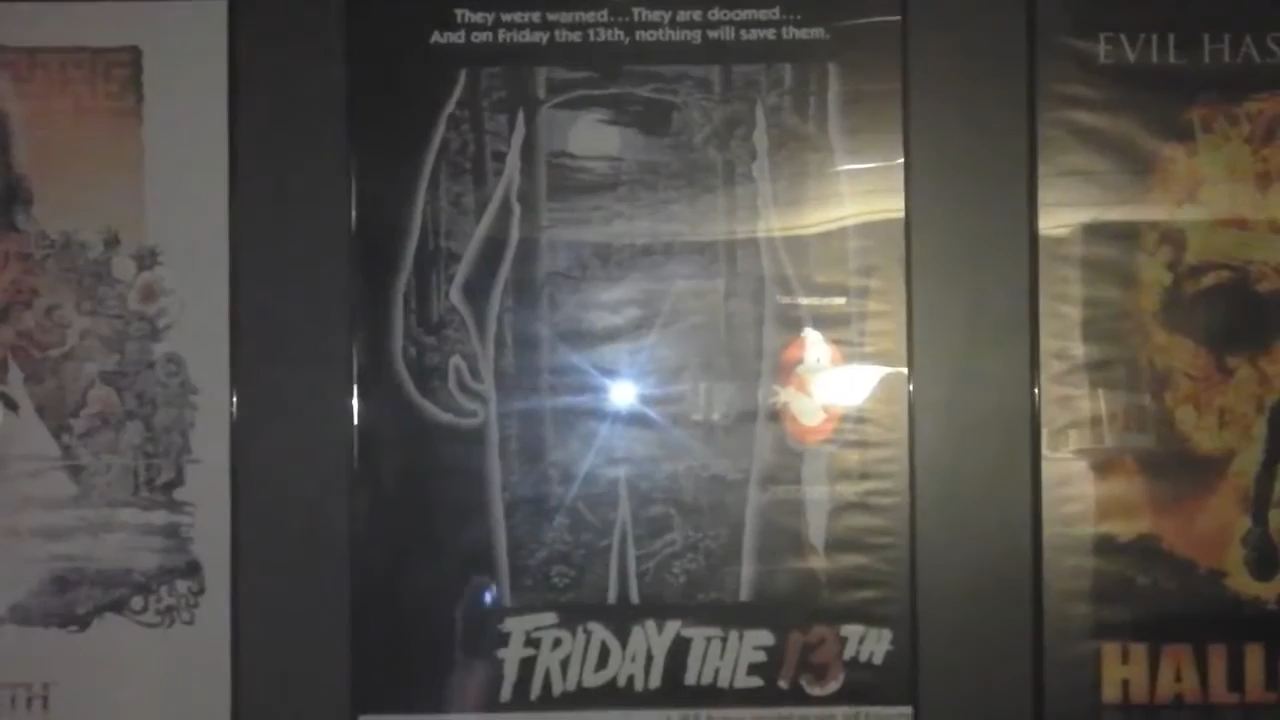 They were warned...They are doomed...
And on Friday the 13th, nothing will save them.
EVIL HAS
FRIDAY THE 13TH
HALL
TH